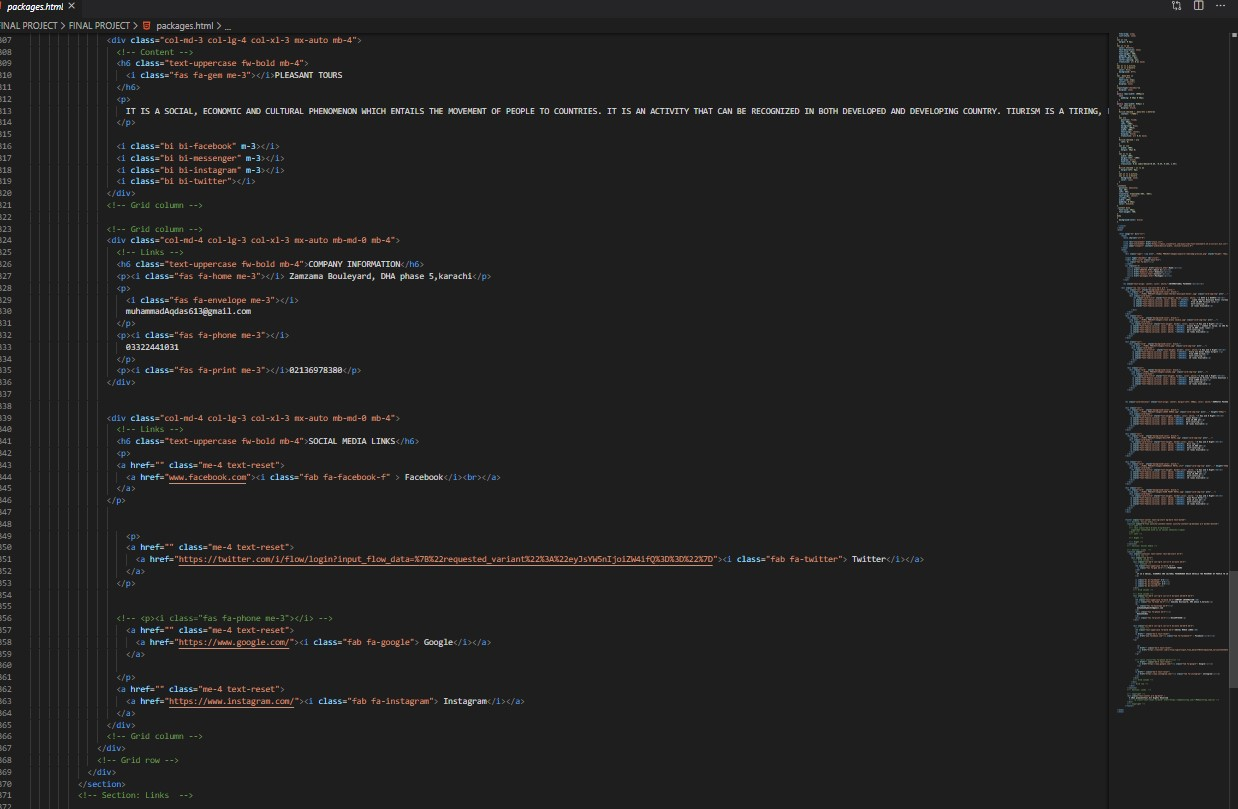 packages.html ×
INAL PROJECT > FINAL PROJECT > packages.html > ...
307 <div class="col-md-3 col-lg-4 col-xl-3 mx-auto mb-4">
308 <!-- Content -->
309 <h6 class="text-uppercase fw-bold mb-4">
310 <i class="fas fa-gem me-3"></i>PLEASANT TOURS
311 </h6>
312 <p>
313 IT IS A SOCIAL, ECONOMIC AND CULTURAL PHENOMENON WHICH ENTAILS THE MOVEMENT OF PEOPLE TO COUNTRIES. IT IS AN ACTIVITY THAT CAN BE RECOGNIZED IN BOTH DEVELOPED AND DEVELOPING COUNTRY. TIURISM IS A TIRING,
314 </p>
315
316 <i class="bi bi-facebook" m-3></i>
317 <i class="bi bi-messenger" m-3></i>
318 <i class="bi bi-instagram" m-3></i>
319 <i class="bi bi-twitter"></i>
320 </div>
321 <!-- Grid column -->
322
323 <!-- Grid column -->
324 <div class="col-md-4 col-lg-3 col-xl-3 mx-auto mb-md-0 mb-4">
325 <!-- Links -->
326 <h6 class="text-uppercase fw-bold mb-4">COMPANY INFORMATION</h6>
327 <p><i class="fas fa-home me-3"></i> Zamzama Bouleyard, DHA phase 5,karachi</p>
328 <p>
329 <i class="fas fa-envelope me-3"></i>
330 muhammadAqdas613@gmail.com
331 </p>
332 <p><i class="fas fa-phone me-3"></i>
333 03322441031
334 </p>
335 <p><i class="fas fa-print me-3"></i>02136978380</p>
336 </div>
337
338
339 <div class="col-md-4 col-lg-3 col-xl-3 mx-auto mb-md-0 mb-4">
340 <!-- Links -->
341 <h6 class="text-uppercase fw-bold mb-4">SOCIAL MEDIA LINKS</h6>
342 <p>
343 <a href="" class="me-4 text-reset">
344 <a href="www.facebook.com"><i class="fab fa-facebook-f" > Facebook</i><br></a>
345 </a>
346 </p>
347
348
349 <p>
350 <a href="" class="me-4 text-reset">
351 <a href="https://twitter.com/i/flow/login?input_flow_data=%7B%22requested_variant%22%3A%22eyJsYW5nIjoiZW4ifQ%3D%3D%22%7D"><i class="fab fa-twitter"> Twitter</i></a>
352 </a>
353 </p>
354
355
356 <!-- <p><i class="fas fa-phone me-3"></i> -->
357 <a href="" class="me-4 text-reset">
358 <a href="https://www.google.com/"><i class="fab fa-google"> Google</i></a>
359 </a>
360
361 </p>
362 <a href="" class="me-4 text-reset">
363 <a href="https://www.instagram.com/"><i class="fab fa-instagram"> Instagram</i></a>
364 </a>
365 </div>
366 <!-- Grid column -->
367 </div>
368 <!-- Grid row -->
369 </div>
370 </section>
371 <!-- Section: Links -->
372